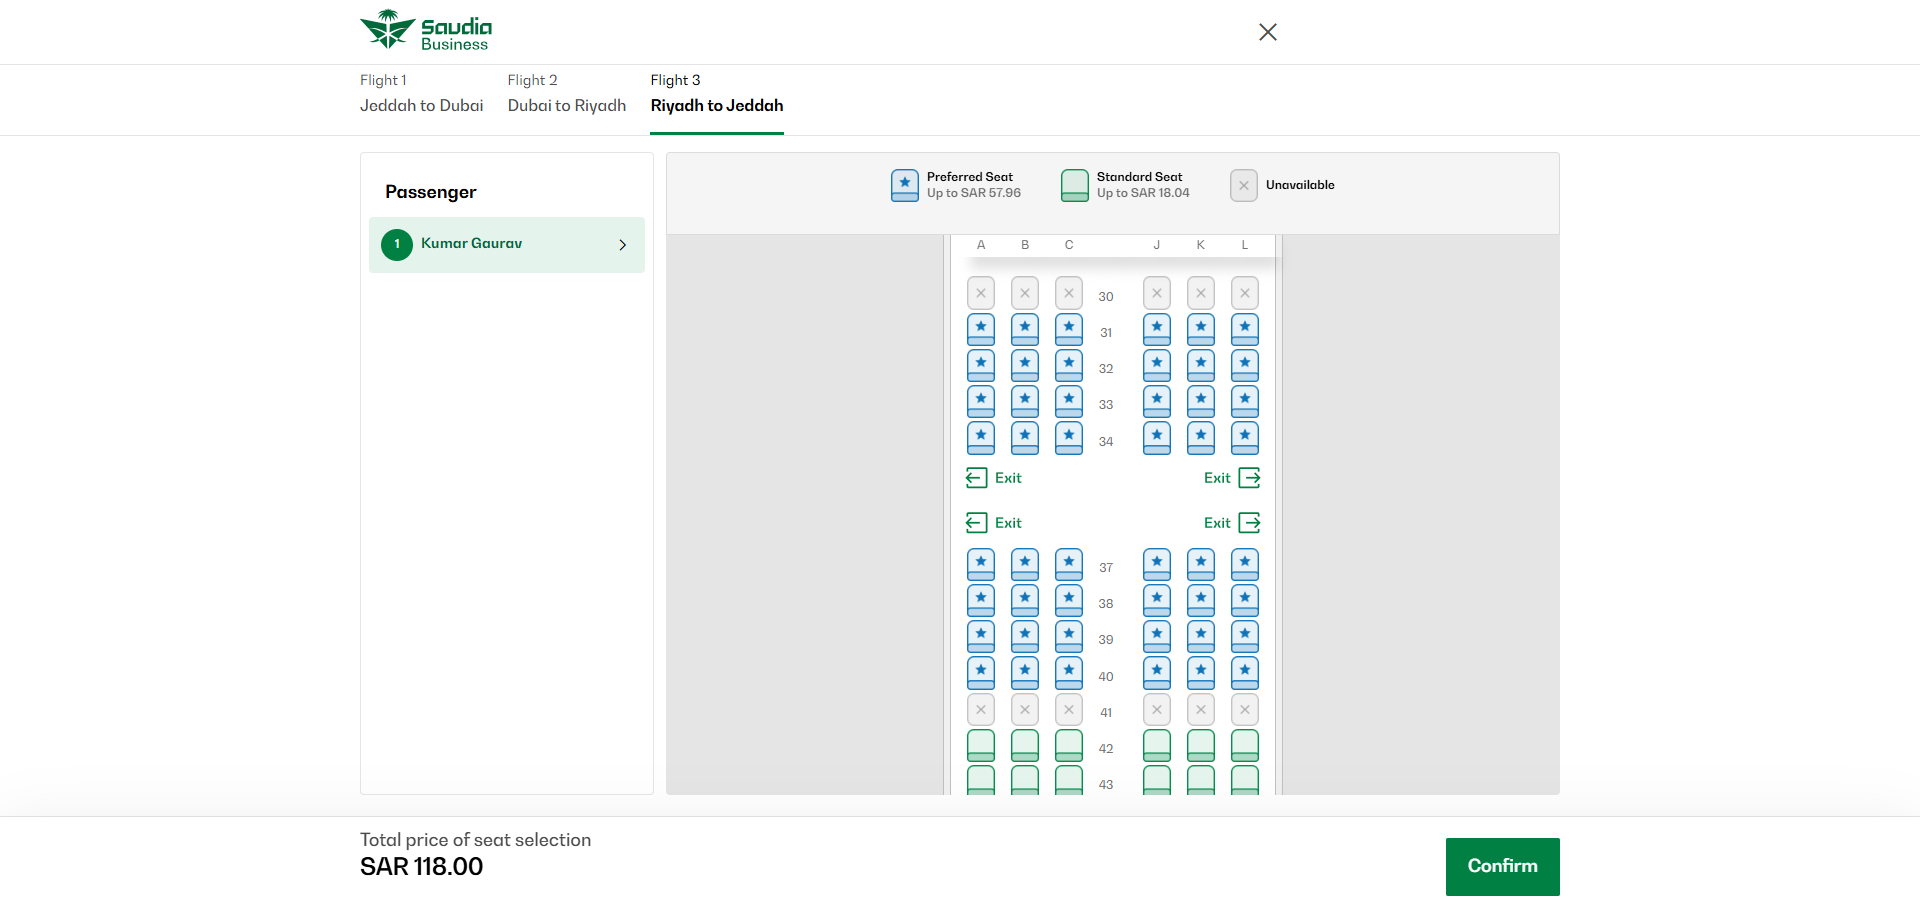 Saudia
Business
Flight 1
Jeddah to Dubai
Flight 2
Dubai to Riyadh
Flight 3
Riyadh to Jeddah
Passenger
1 Kumar Gaurav
Preferred Seat
Up to SAR 57.96
Standard Seat
Up to SAR 18.04
Unavailable
A B C J K L
30
31
32
33
34
Exit Exit
Exit Exit
37
38
39
40
41
42
43
Total price of seat selection
SAR 118.00
Confirm